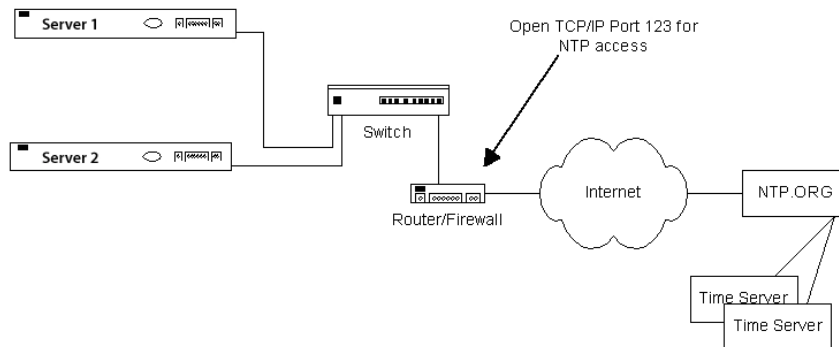 Server 1
Open TCP/IP Port 123 for
NTP access
Switch
Server 2
Internet
NTP.ORG
Router/Firewall
Time Server
Time Server